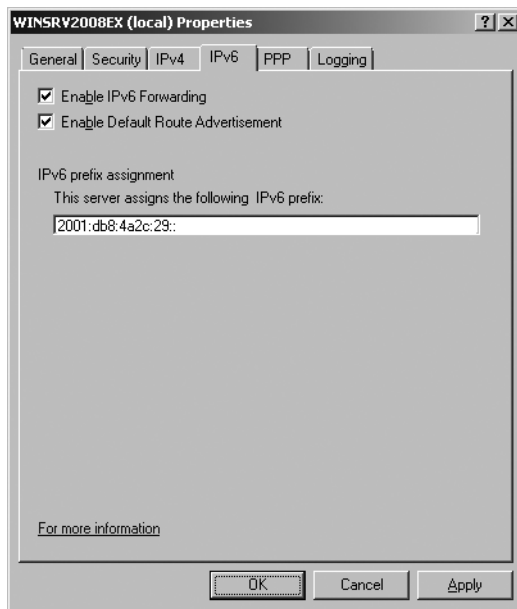 WINSRV2008EX (local) Properties
General Security IPv4 IPv6 PPP Logging
Enable IPv6 Forwarding
Enable Default Route Advertisement
IPv6 prefix assignment
This server assigns the following IPv6 prefix:
2001:db8:4a2c:29::
For more information
OK Cancel Apply